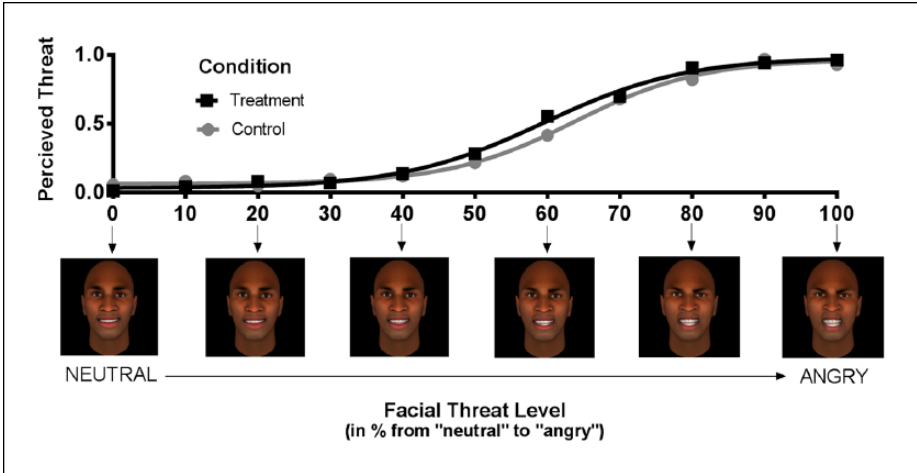 Percieved Threat
1.0
0.5
0.0
Condition
Treatment
Control
0 10 20 30 40 50 60 70 80 90 100
NEUTRAL ANGRY
Facial Threat Level
(in % from "neutral" to "angry")